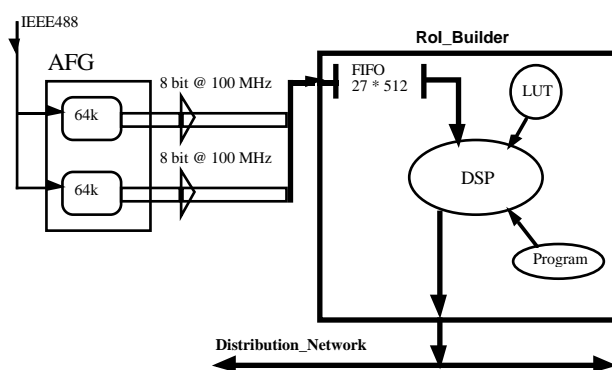 IEEE488
RoI_Builder
AFG
8 bit @ 100 MHz
FIFO
27 * 512
LUT
64k
8 bit @ 100 MHz
64k
DSP
Program
Distribution_Network